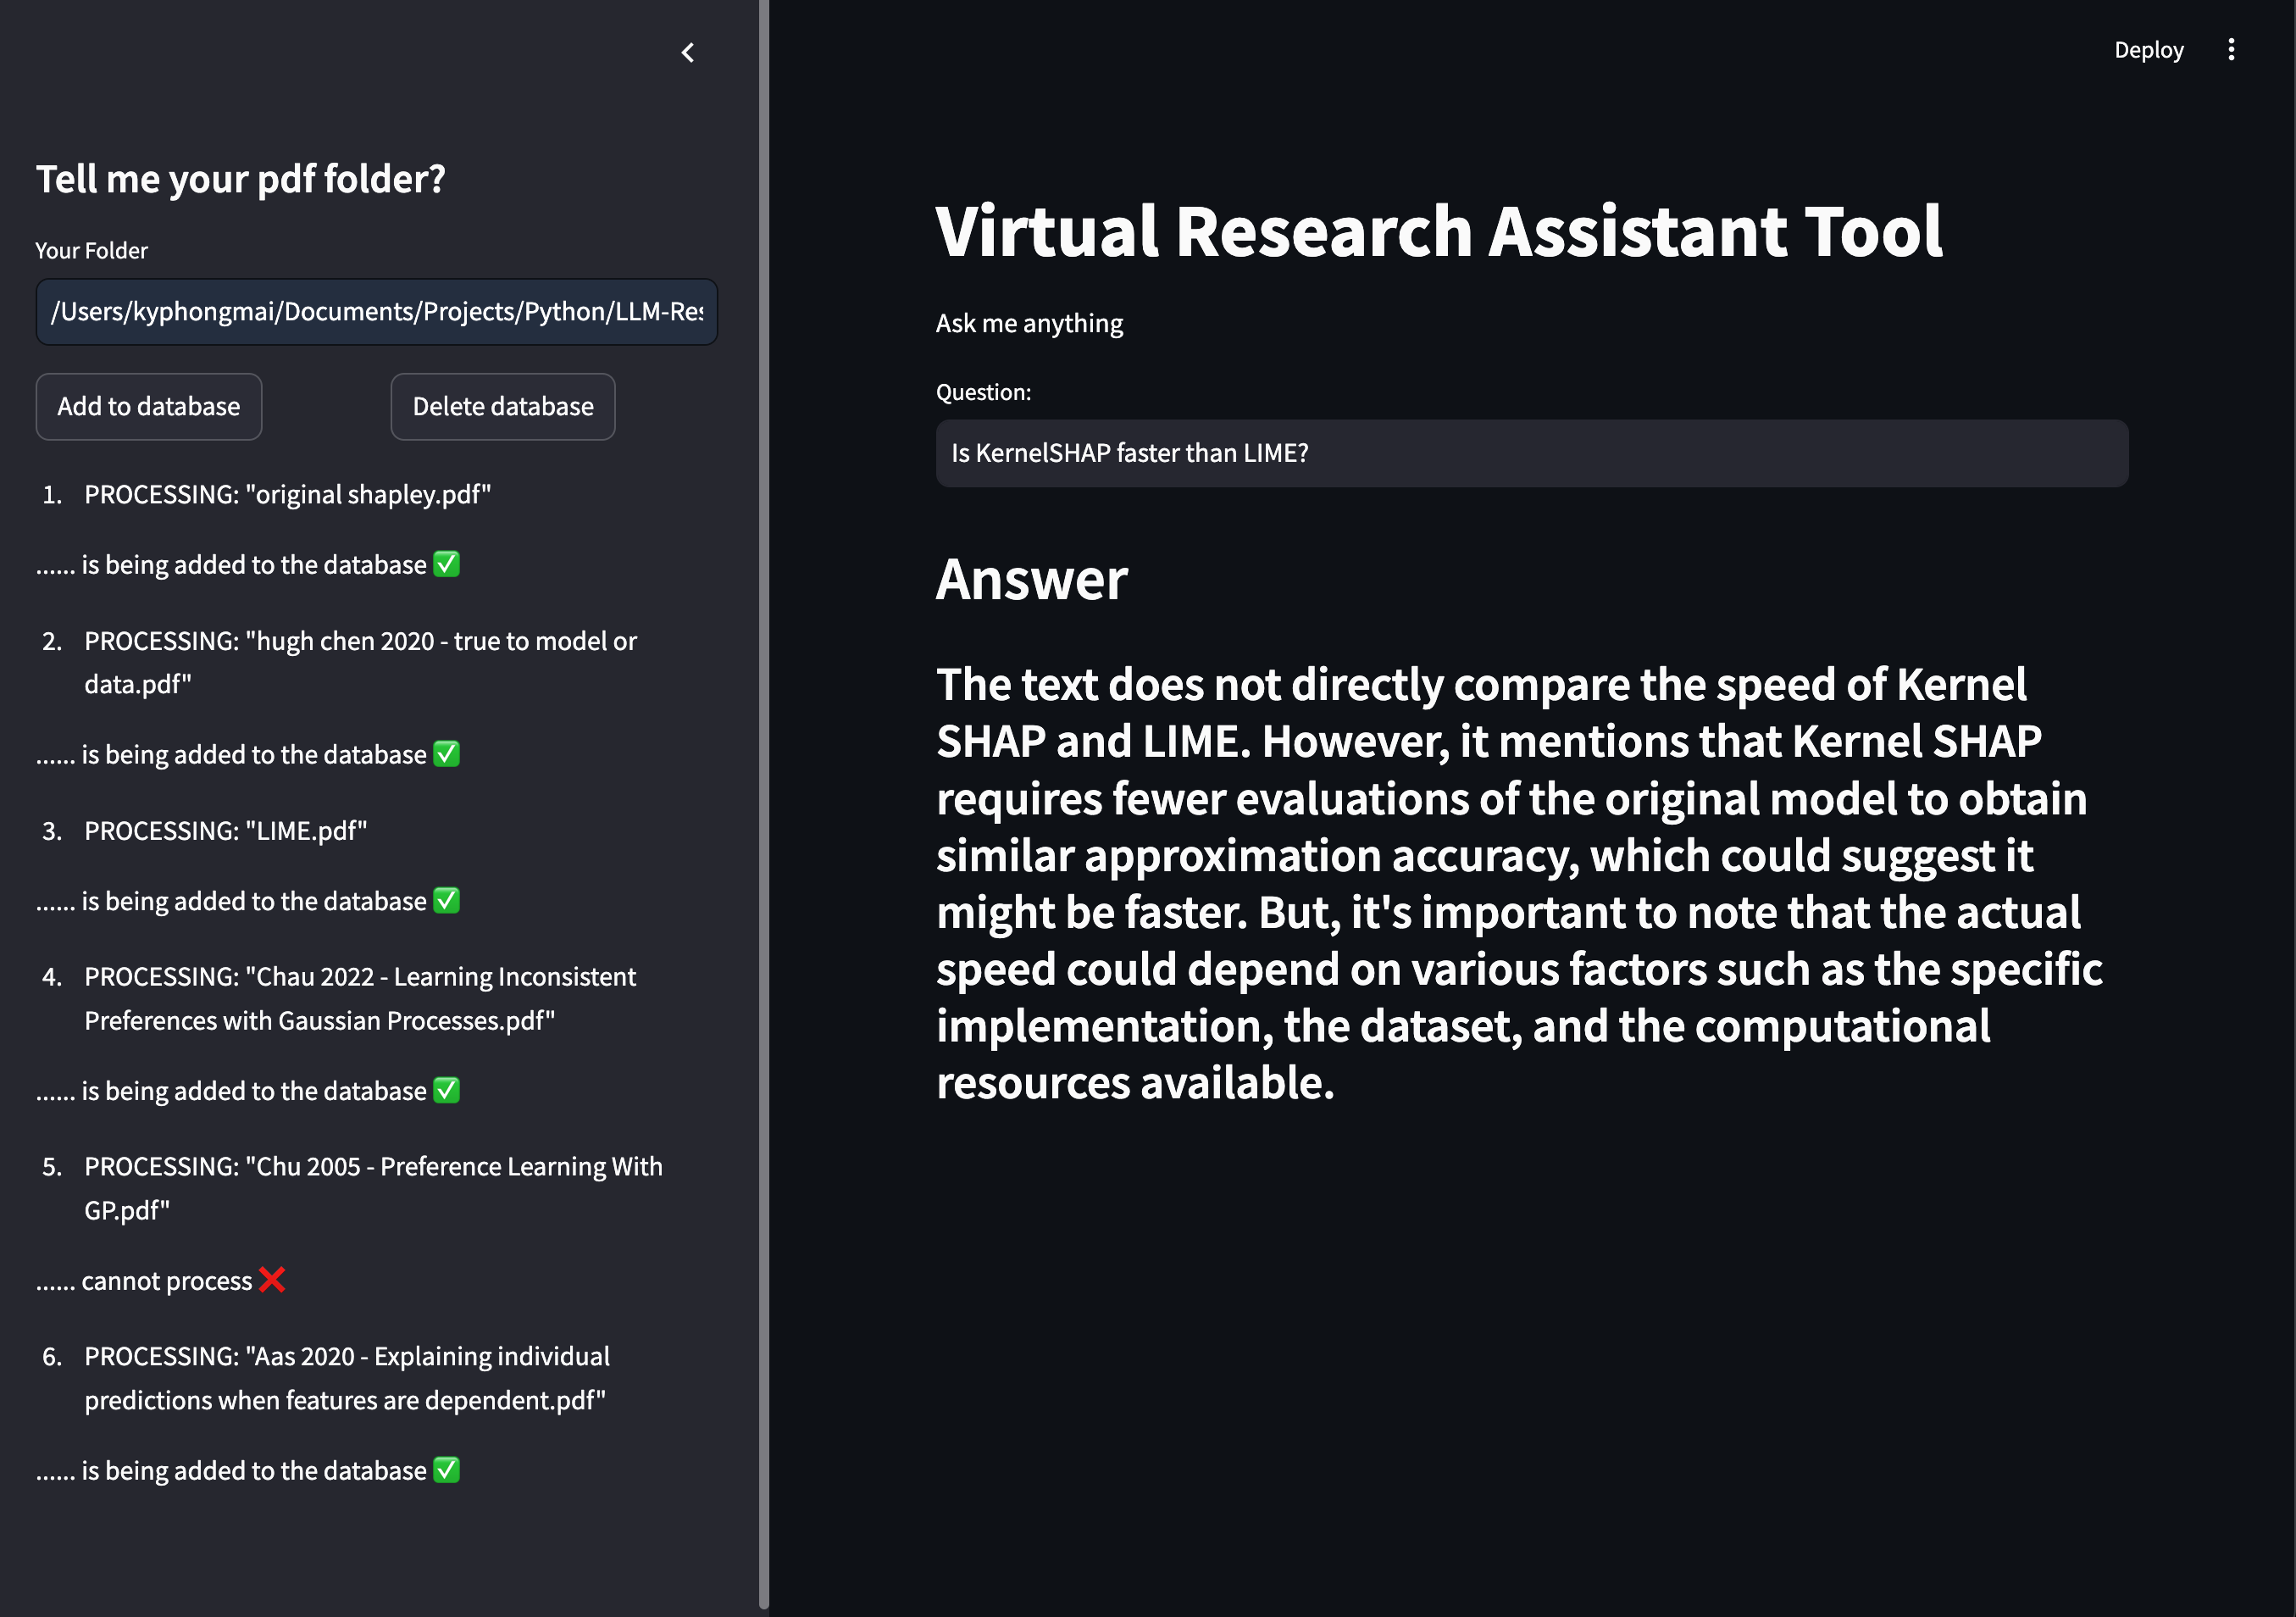 Tell me your pdf folder?
Your Folder
/Users/kyphongmai/Documents/Projects/Python/LLM-Res
Add to database
Delete database
1. PROCESSING: "original shapley.pdf"
...... is being added to the database ✅
2. PROCESSING: "hugh chen 2020 - true to model or
data.pdf"
...... is being added to the database ✅
3. PROCESSING: "LIME.pdf"
...... is being added to the database ✅
4. PROCESSING: "Chau 2022 - Learning Inconsistent
Preferences with Gaussian Processes.pdf"
...... is being added to the database ✅
5. PROCESSING: "Chu 2005 - Preference Learning With
GP.pdf"
...... cannot process ❌
6. PROCESSING: "Aas 2020 - Explaining individual
predictions when features are dependent.pdf"
...... is being added to the database ✅
Deploy
Virtual Research Assistant Tool
Ask me anything
Question:
Is KernelSHAP faster than LIME?
Answer
The text does not directly compare the speed of Kernel
SHAP and LIME. However, it mentions that Kernel SHAP
requires fewer evaluations of the original model to obtain
similar approximation accuracy, which could suggest it
might be faster. But, it's important to note that the actual
speed could depend on various factors such as the specific
implementation, the dataset, and the computational
resources available.